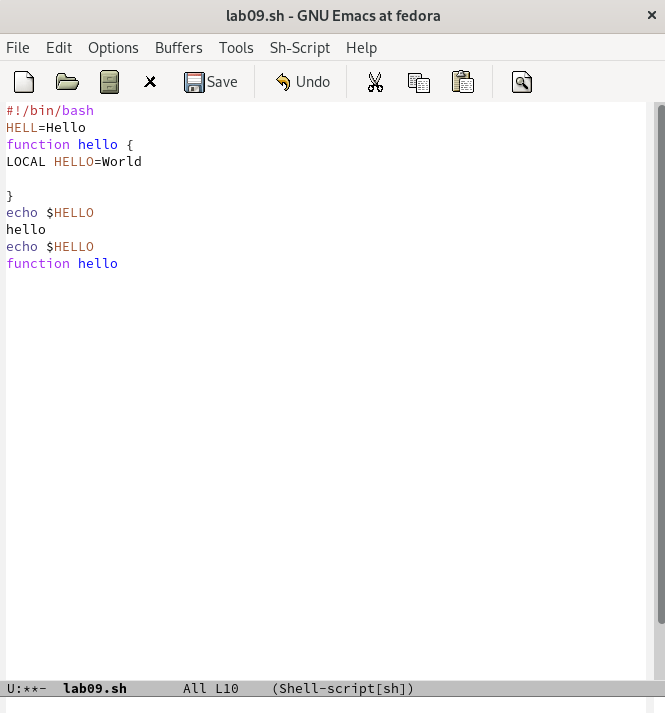 lab09.sh - GNU Emacs at fedora ×
File Edit Options Buffers Tools Sh-Script Help
Save Undo
#!/bin/bash
HELL=Hello
function hello {
LOCAL HELLO=World
}
echo $HELLO
hello
echo $HELLO
function hello
U:**- lab09.sh All L10 (Shell-script[sh])